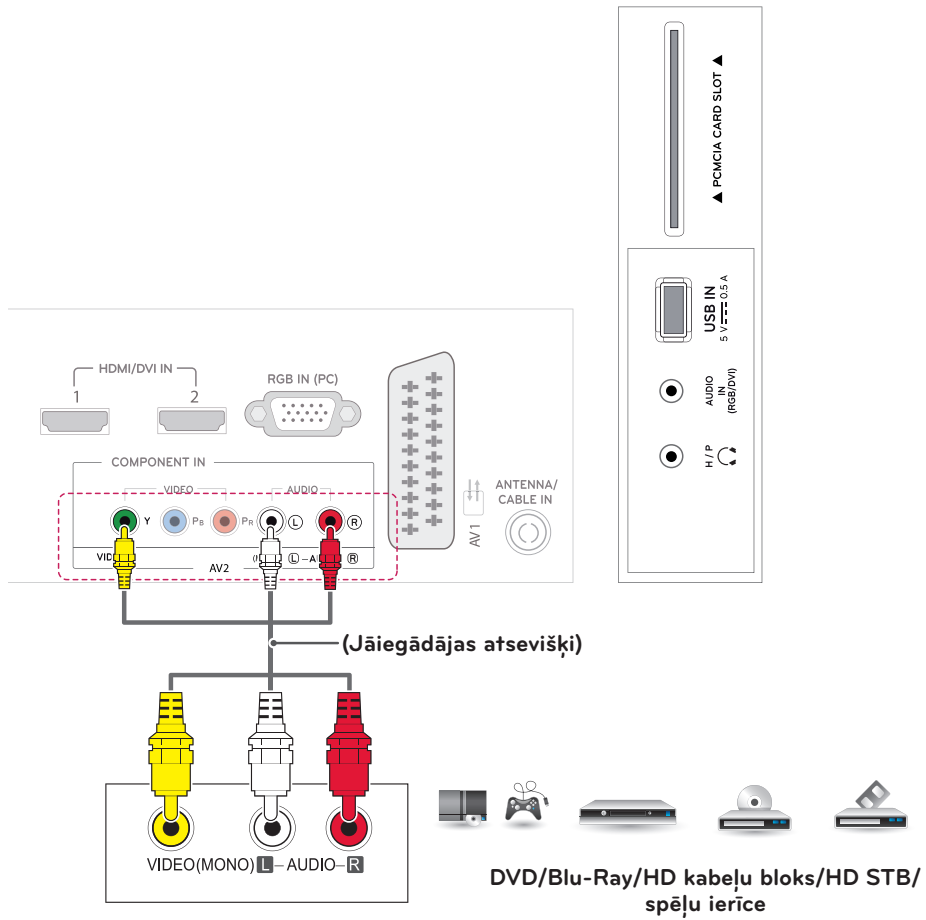 ▲ PCMCIA CARD SLOT ▲
USB IN
5 V 0.5 A
AUDIO
IN
(RGB/DVI)
H / P
HDMI/DVI IN
1
2
RGB IN (PC)
COMPONENT IN
VIDEO
AUDIO
Y
PB
PR
L
R
AV2
L
R
AV 1
ANTENNA/
CABLE IN
(Jāiegādājas atsevišķi)
VIDEO(MONO) L – AUDIO – R
DVD/Blu-Ray/HD kabeļu bloks/HD STB/
spēļu ierīce